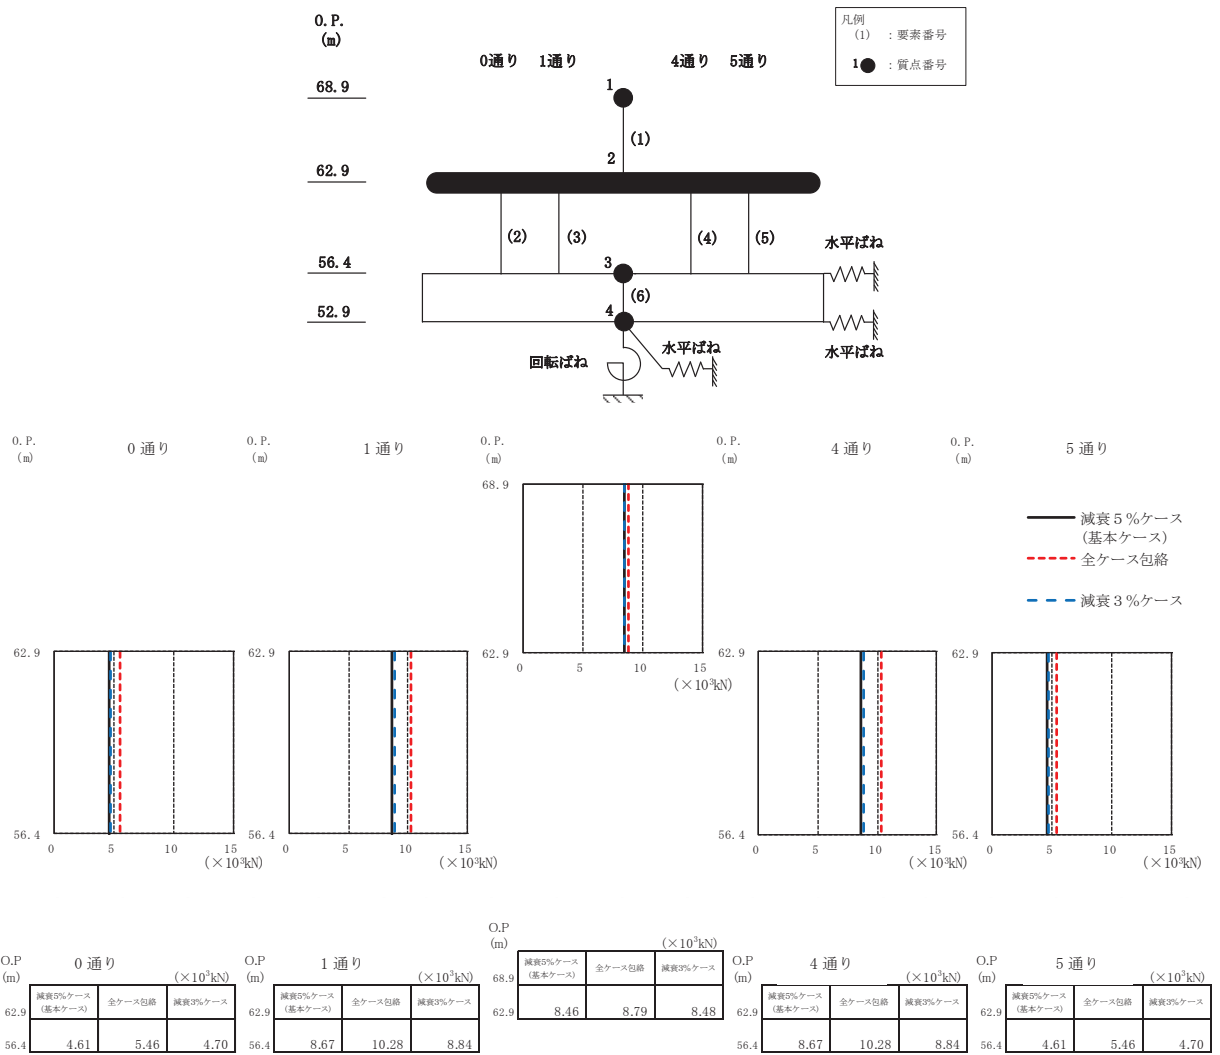 O.P.
(m)
凡例
(1) : 要素番号
1 : 質点番号
0通り 1通り 4通り 5通り
68.9
1
(1)
2
62.9
(2) (3) (4) (5)
水平ばね
56.4
3
(6)
52.9
4
水平ばね
水平ばね
回転ばね
O.P.
(m)
0 通り
O.P.
(m)
1 通り
O.P.
(m)
O.P.
(m)
4 通り
O.P.
(m)
5 通り
68.9
62.9
0 5 10 15
(×10³kN)
減衰５%ケース
(基本ケース)
全ケース包絡
減衰３%ケース
62.9
56.4
0 5 10 15
(×10³kN)
62.9
56.4
0 5 10 15
(×10³kN)
62.9
56.4
0 5 10 15
(×10³kN)
62.9
56.4
0 5 10 15
(×10³kN)
O.P
(m)
0 通り
(×10³kN)
減衰5%ケース
(基本ケース)
全ケース包絡
減衰3%ケース
62.9
56.4
4.61 5.46 4.70
O.P
(m)
1 通り
(×10³kN)
減衰5%ケース
(基本ケース)
全ケース包絡
減衰3%ケース
62.9
56.4
8.67 10.28 8.84
O.P
(m)
(×10³kN)
減衰5%ケース
(基本ケース)
全ケース包絡
減衰3%ケース
68.9
62.9
8.46 8.79 8.48
O.P
(m)
4 通り
(×10³kN)
減衰5%ケース
(基本ケース)
全ケース包絡
減衰3%ケース
62.9
56.4
8.67 10.28 8.84
O.P
(m)
5 通り
(×10³kN)
減衰5%ケース
(基本ケース)
全ケース包絡
減衰3%ケース
62.9
56.4
4.61 5.46 4.70